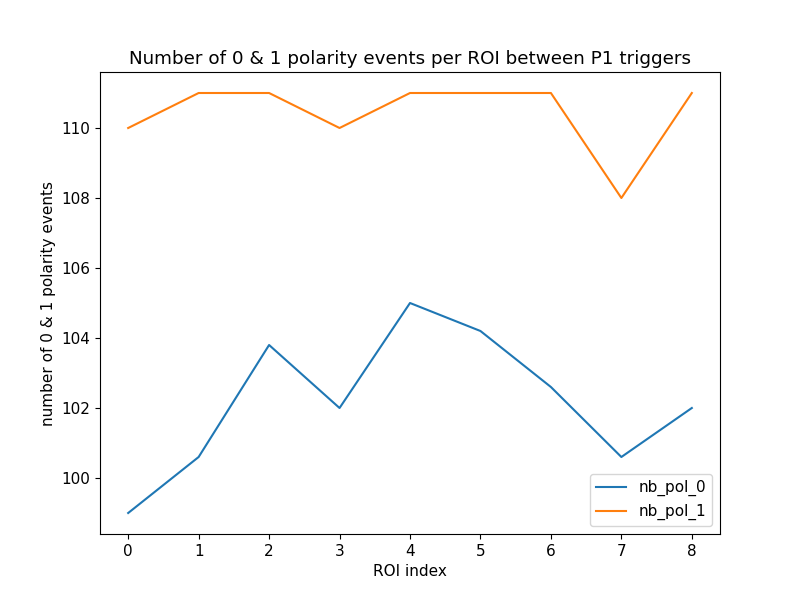 Number of 0 & 1 polarity events per ROI between P1 triggers
number of 0 & 1 polarity events
110
108
106
104
102
100
0 1 2 3 4 5 6 7 8
ROI index
nb_pol_0
nb_pol_1